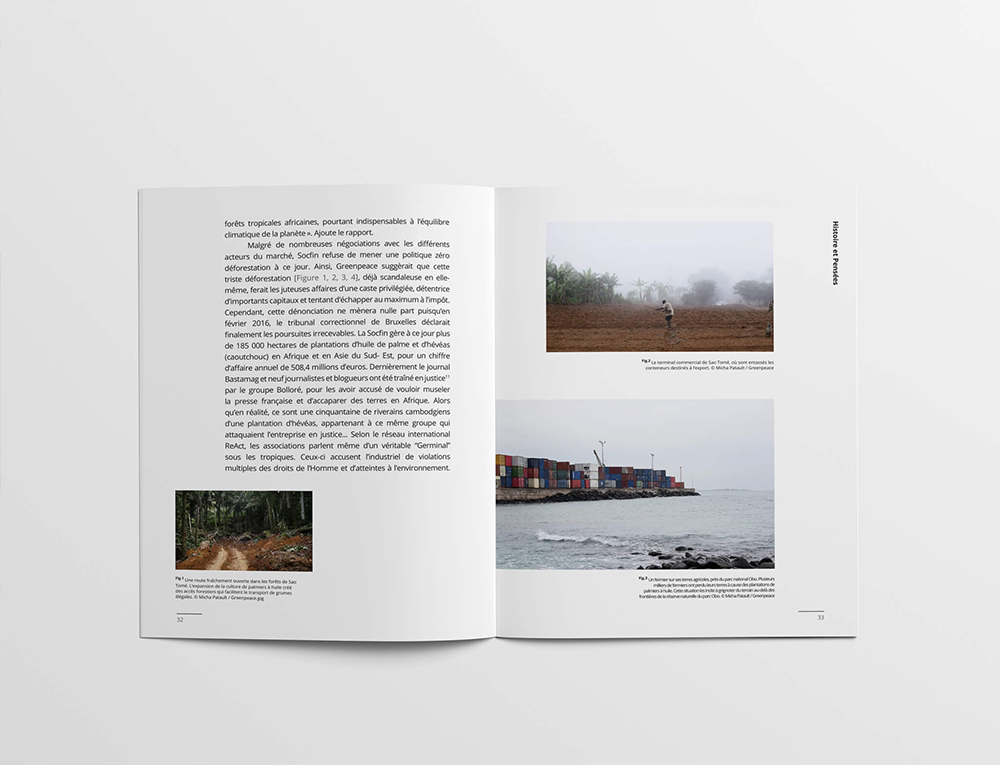 forêts tropicales africaines, pourtant indispensables à l'équilibre
climatique de la planète ». Ajoute le rapport.
Malgré de nombreuses négociations avec les différents
acteurs du marché, Socfin refuse de mener une politique zéro
déforestation à ce jour. Ainsi, Greenpeace suggèrait que cette
triste déforestation [Figure 1, 2, 3, 4], déjà scandaleuse en elle-
même, ferait les juteuses affaires d'une caste privilégiée, détentrice
d'importants capitaux et tentant d'échapper au maximum à l'impôt.
Cependant, cette dénonciation ne mènera nulle part puisqu'en
février 2016, le tribunal correctionnel de Bruxelles déclarait
finalement les poursuites irrecevables. La Socfin gère à ce jour plus
de 185 000 hectares de plantations d'huile de palme et d'hévéas
(caoutchouc) en Afrique et en Asie du Sud- Est, pour un chiffre
d'affaire annuel de 508,4 millions d'euros. Dernièrement le journal
Bastamag et neuf journalistes et blogueurs ont été traîné en justice¹¹
par le groupe Bolloré, pour les avoir accusé de vouloir museler
la presse française et d'accaparer des terres en Afrique. Alors
qu'en réalité, ce sont une cinquantaine de riverains cambodgiens
d'une plantation d'hévéas, appartenant à ce même groupe qui
attaquaient l'entreprise en justice... Selon le réseau international
ReAct, les associations parlent même d'un véritable "Germinal"
sous les tropiques. Ceux-ci accusent l'industriel de violations
multiples des droits de l'Homme et d'atteintes à l'environnement.
Fig.1 Une route fraîchement ouverte dans les forêts de Sao
Tomé. L'expansion de la culture de palmiers à huile créé
des accès forestiers qui facilitent le transport de grumes
illégales. © Micha Patault / Greenpeace.jpg
32
Histoire et Pensées
Fig.2 Le terminal commercial de Sao Tomé, où sont entassés les
conteneurs destinés à l'export. © Micha Patault / Greenpeace
Fig.3 Un fermier sur ses terres agricoles, près du parc national Obo. Plusieurs
milliers de fermiers ont perdu leurs terres à cause des plantations de
palmiers à huile. Cette situation les incite à grignoter du terrain au-delà des
frontières de la réserve naturelle du parc Obo. © Micha Patault / Greenpeace
33